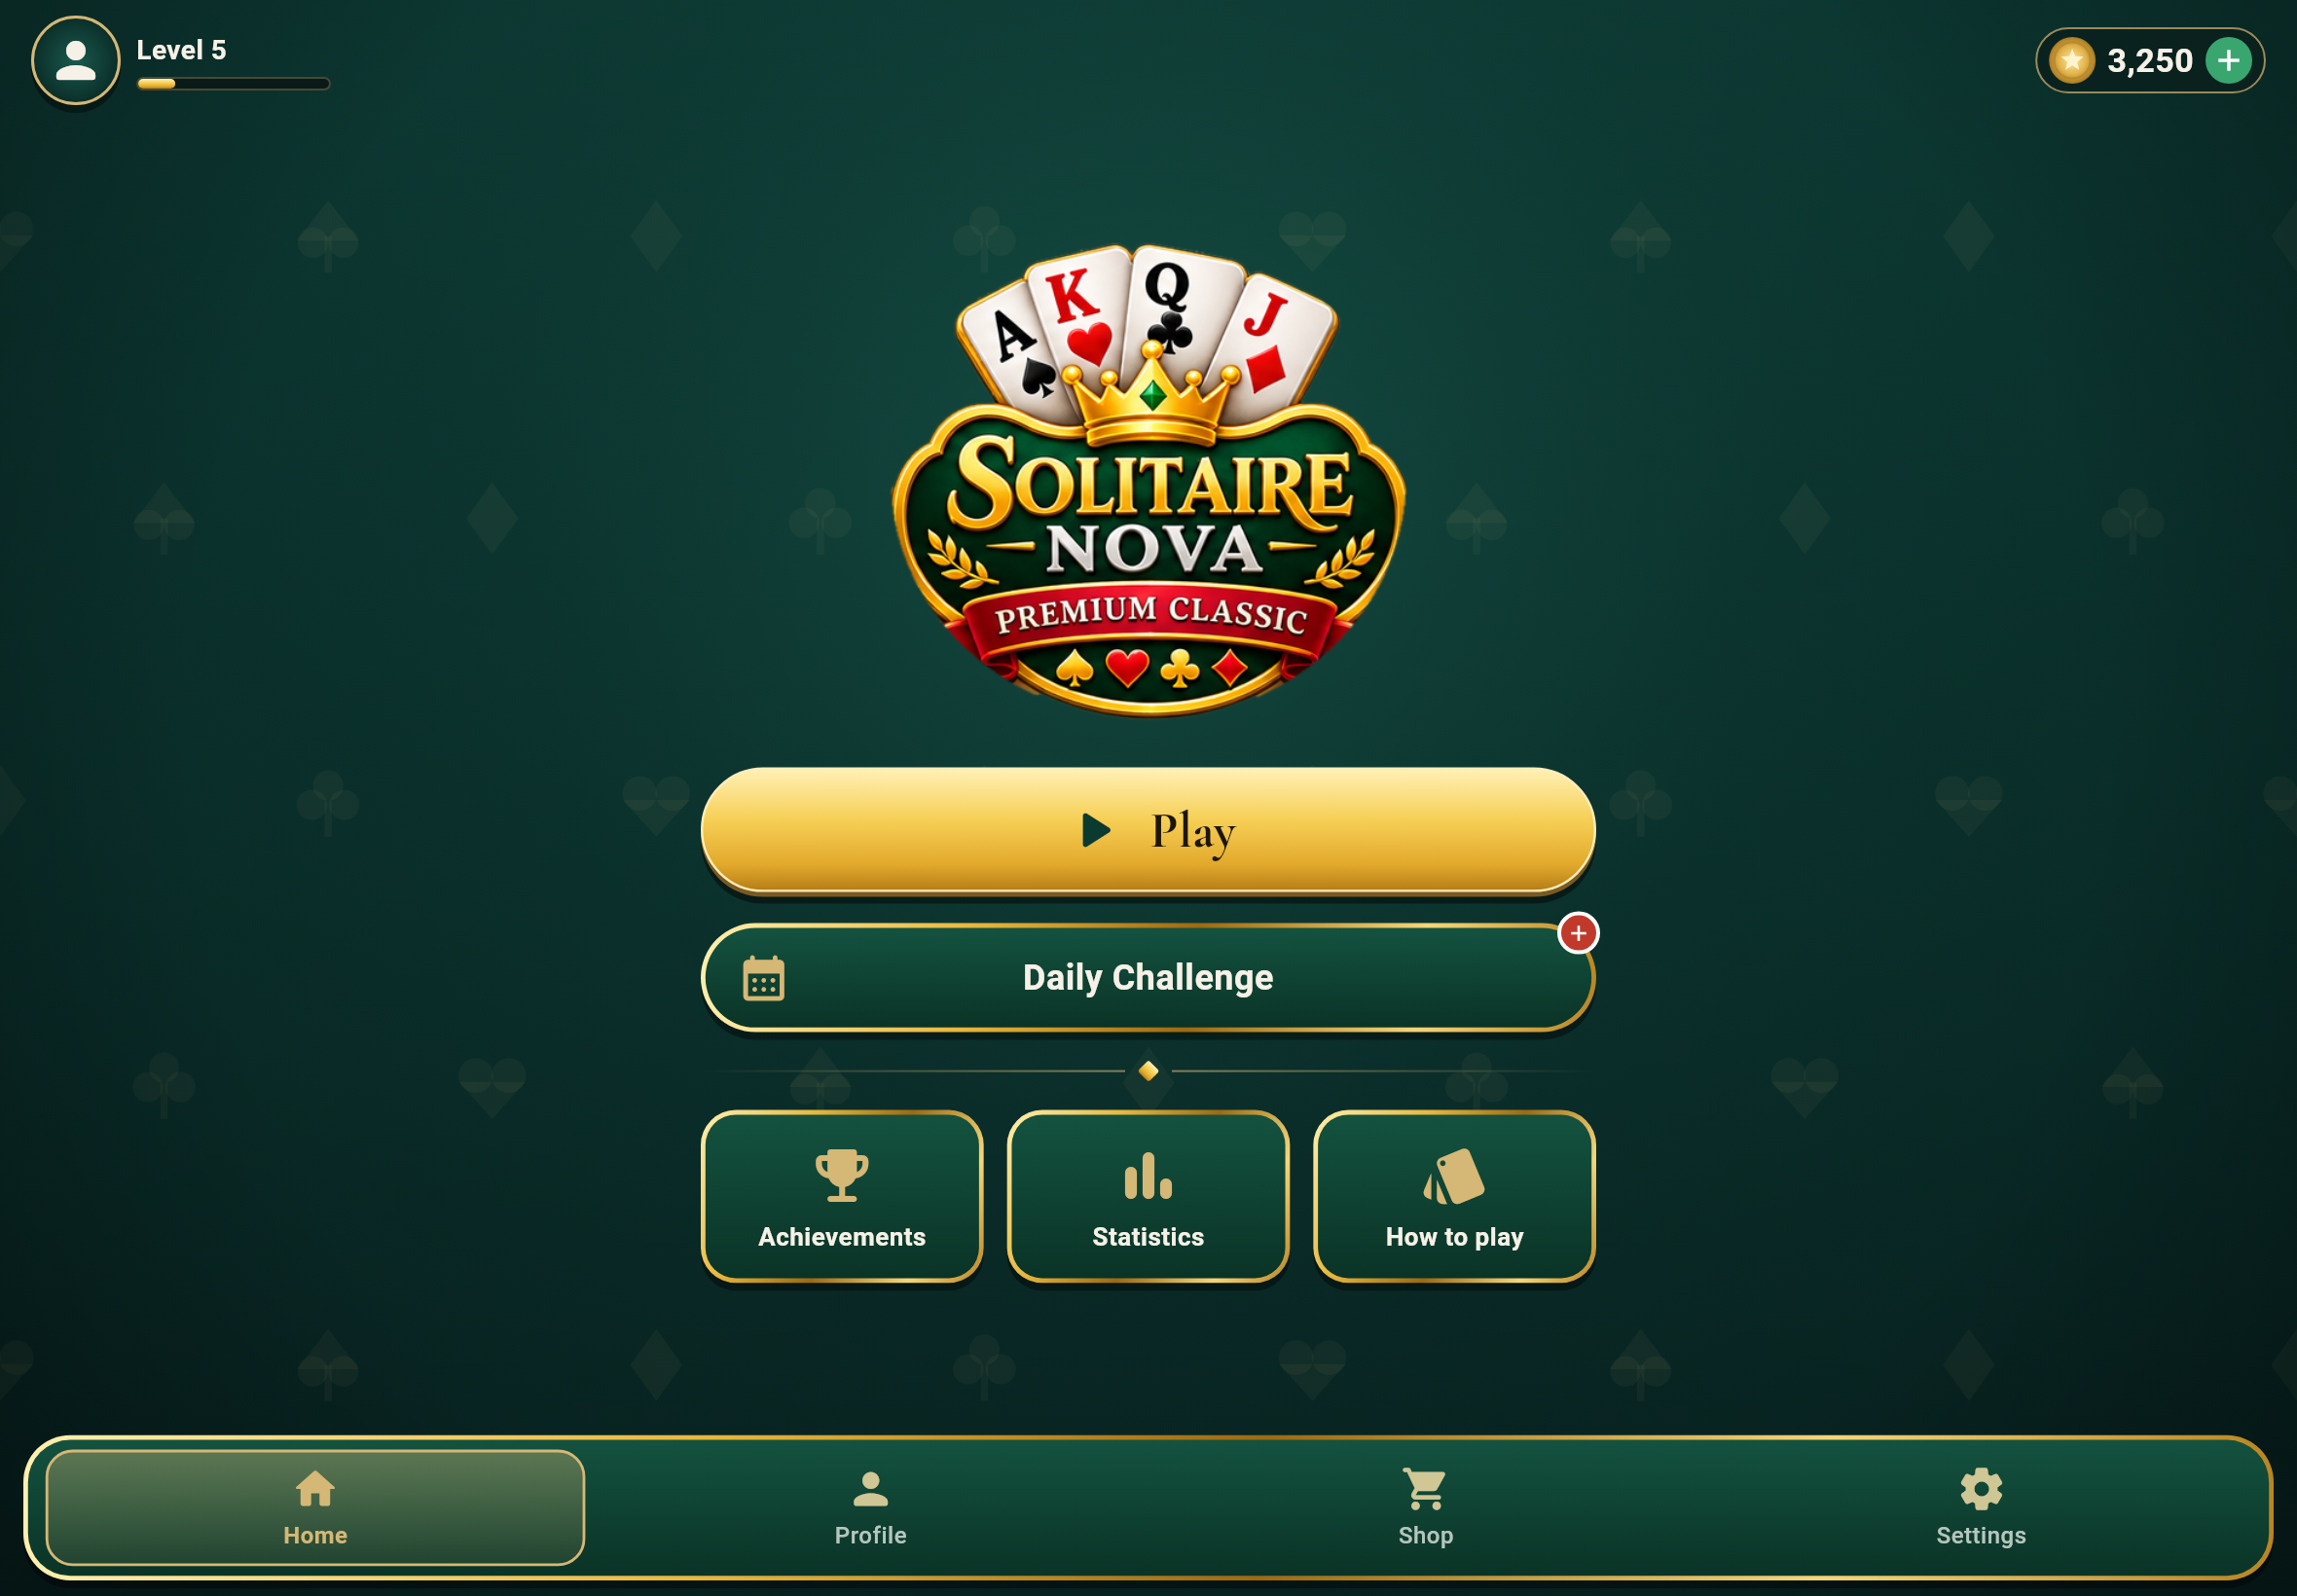 Level 5
3,250
A
K
Q
J
SOLITAIRE
NOVA
PREMIUM CLASSIC
Play
Daily Challenge
Achievements
Statistics
How to play
Home
Profile
Shop
Settings